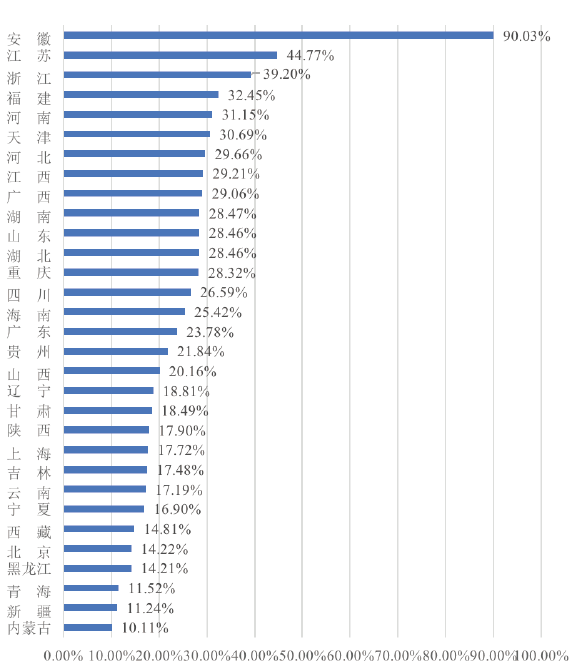 安徽 90.03%
江苏 44.77%
浙江 39.20%
福建 32.45%
河南 31.15%
天津 30.69%
河北 29.66%
江西 29.21%
广西 29.06%
湖南 28.47%
山东 28.46%
湖北 28.46%
重庆 28.32%
四川 26.59%
海南 25.42%
广东 23.78%
贵州 21.84%
山西 20.16%
辽宁 18.81%
甘肃 18.49%
陕西 17.90%
上海 17.72%
吉林 17.48%
云南 17.19%
宁夏 16.90%
西藏 14.81%
北京 14.22%
黑龙江 14.21%
青海 11.52%
新疆 11.24%
内蒙古 10.11%
0.00% 10.00% 20.00% 30.00% 40.00% 50.00% 60.00% 70.00% 80.00% 90.00% 100.00%